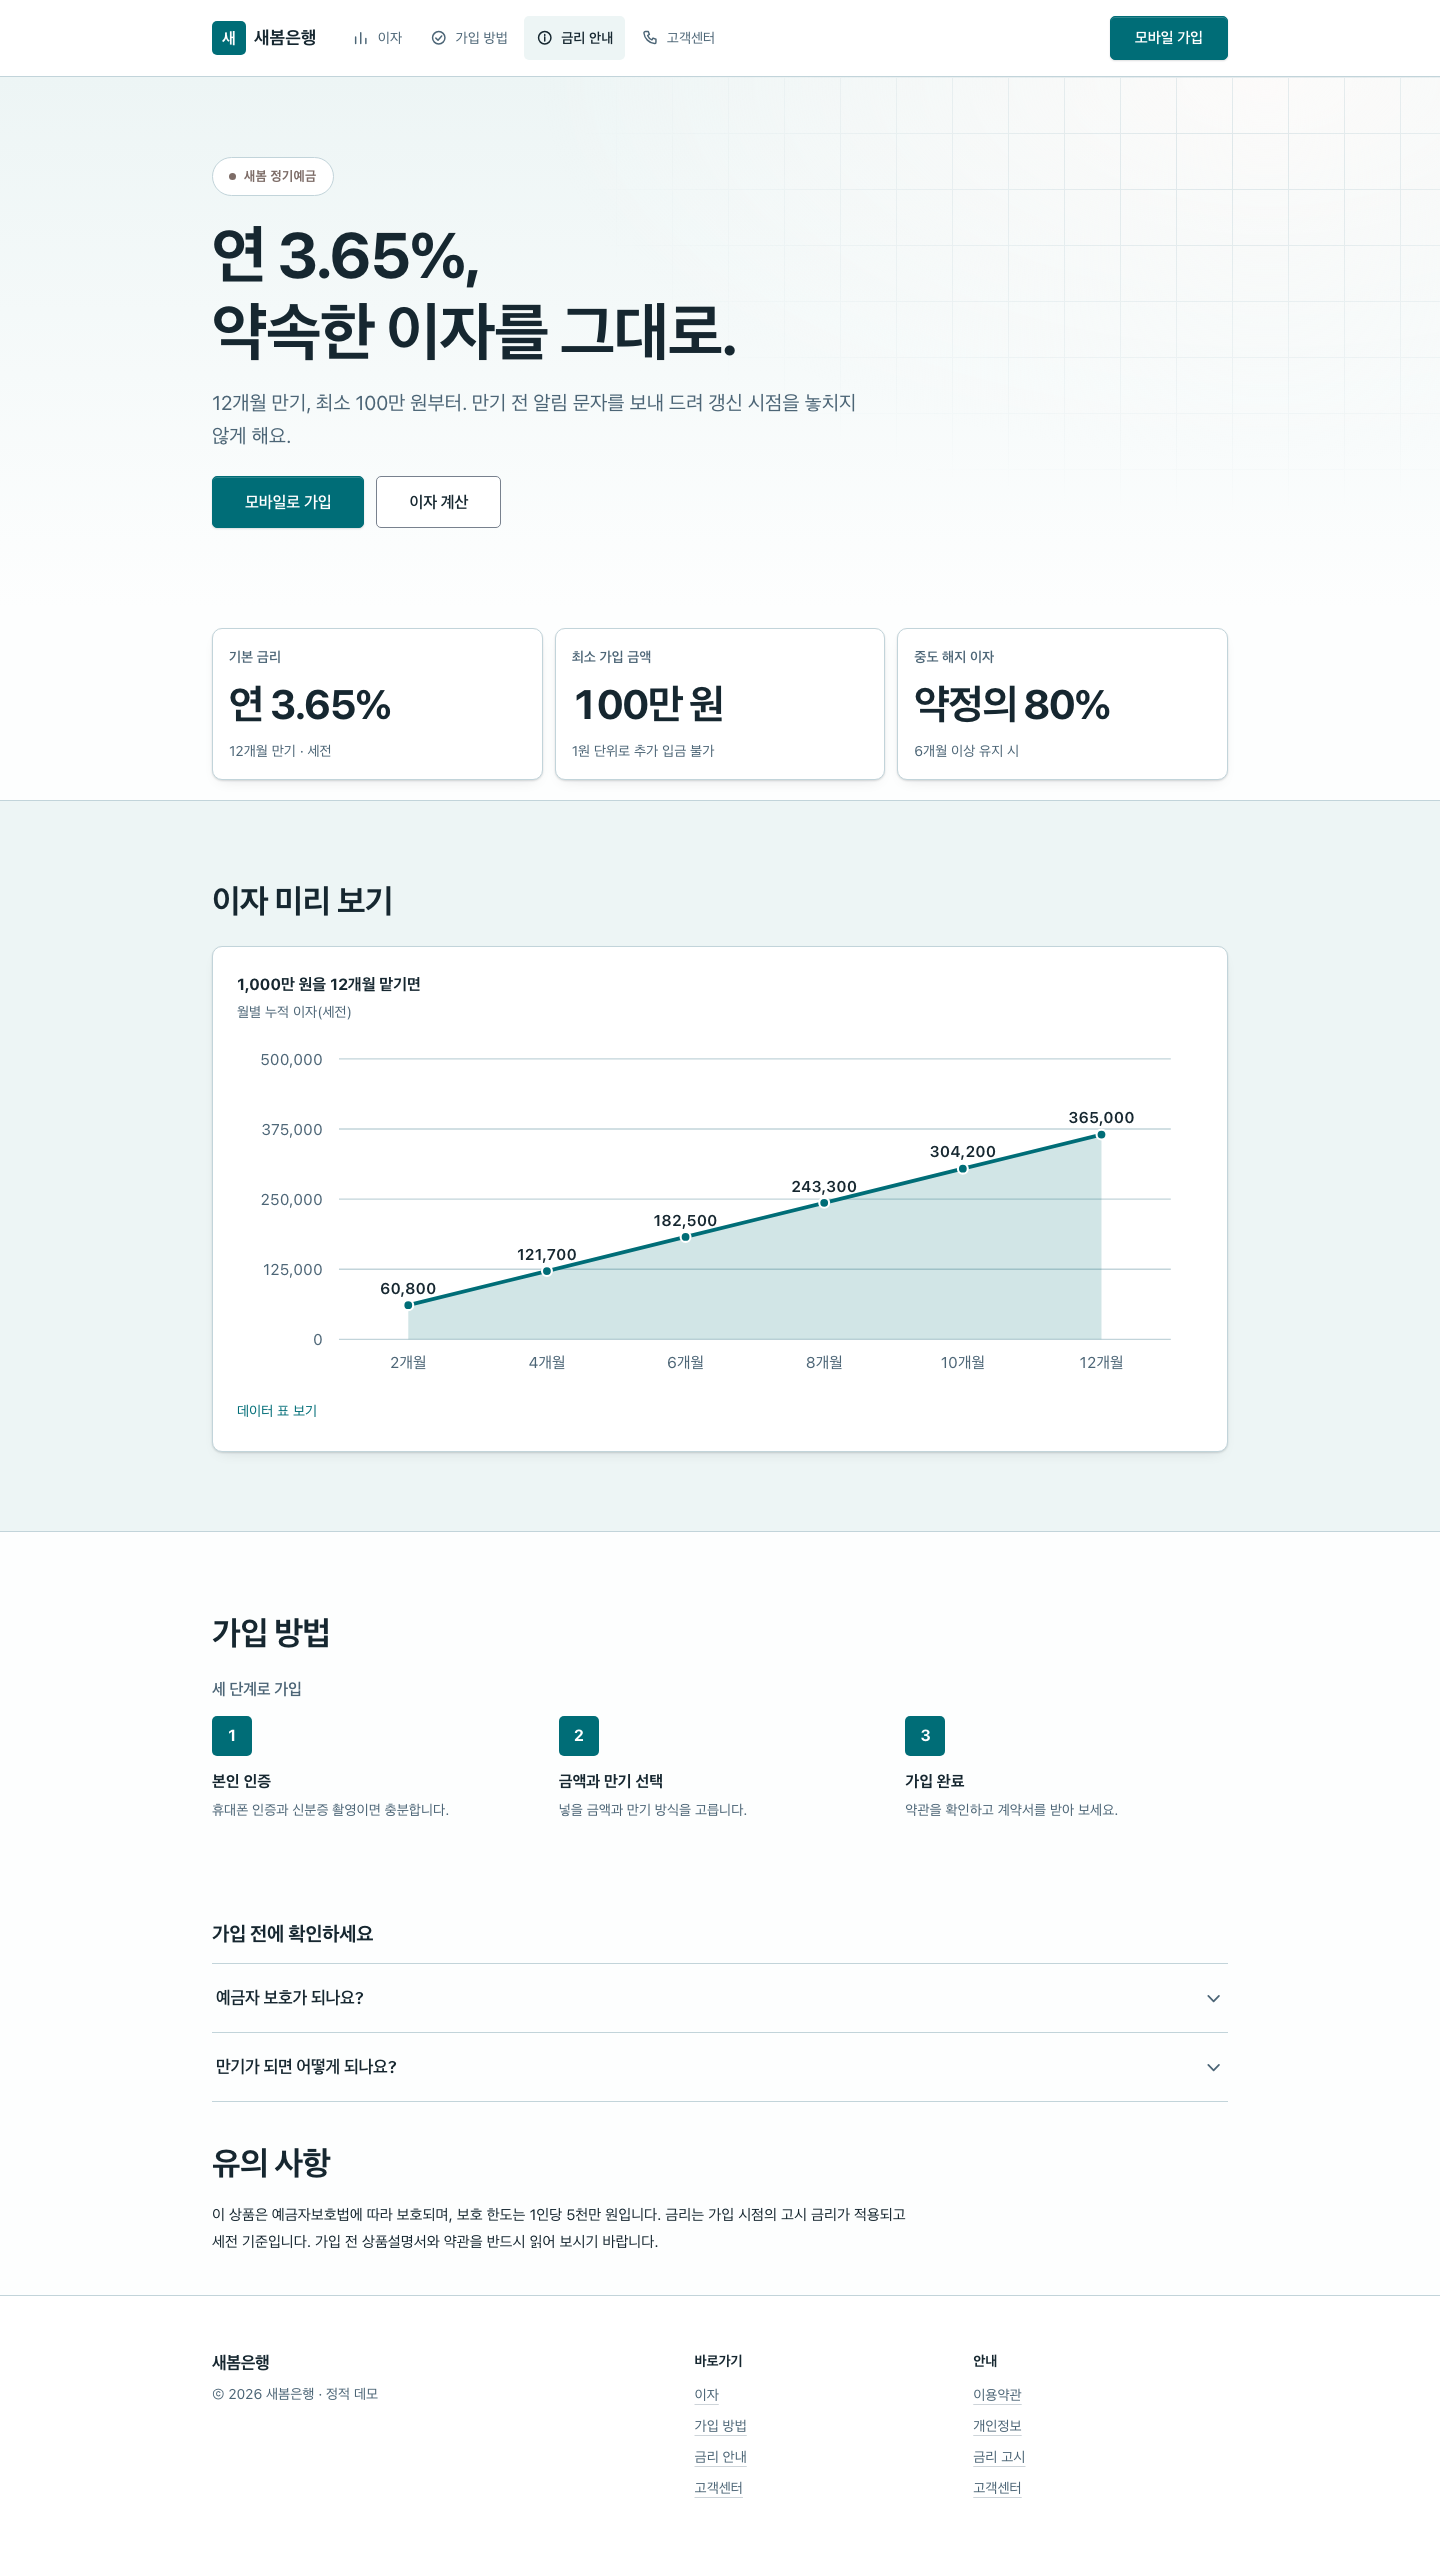 새 새봄은행 이자 가입 방법 금리 안내 고객센터 모바일 가입
새봄 정기예금
연 3.65%,
약속한 이자를 그대로.
12개월 만기, 최소 100만 원부터. 만기 전 알림 문자를 보내 드려 갱신 시점을 놓치지
않게 해요.
모바일로 가입 이자 계산
기본 금리
연 3.65%
12개월 만기 · 세전
최소 가입 금액
100만 원
1원 단위로 추가 입금 불가
중도 해지 이자
약정의 80%
6개월 이상 유지 시
이자 미리 보기
1,000만 원을 12개월 맡기면
월별 누적 이자(세전)
500,000
375,000
250,000
125,000
0
60,800
121,700
182,500
243,300
304,200
365,000
2개월 4개월 6개월 8개월 10개월 12개월
데이터 표 보기
가입 방법
세 단계로 가입
1
본인 인증
휴대폰 인증과 신분증 촬영이면 충분합니다.
2
금액과 만기 선택
넣을 금액과 만기 방식을 고릅니다.
3
가입 완료
약관을 확인하고 계약서를 받아 보세요.
가입 전에 확인하세요
예금자 보호가 되나요?
만기가 되면 어떻게 되나요?
유의 사항
이 상품은 예금자보호법에 따라 보호되며, 보호 한도는 1인당 5천만 원입니다. 금리는 가입 시점의 고시 금리가 적용되고
세전 기준입니다. 가입 전 상품설명서와 약관을 반드시 읽어 보시기 바랍니다.
새봄은행
© 2026 새봄은행 · 정적 데모
바로가기
이자
가입 방법
금리 안내
고객센터
안내
이용약관
개인정보
금리 고시
고객센터